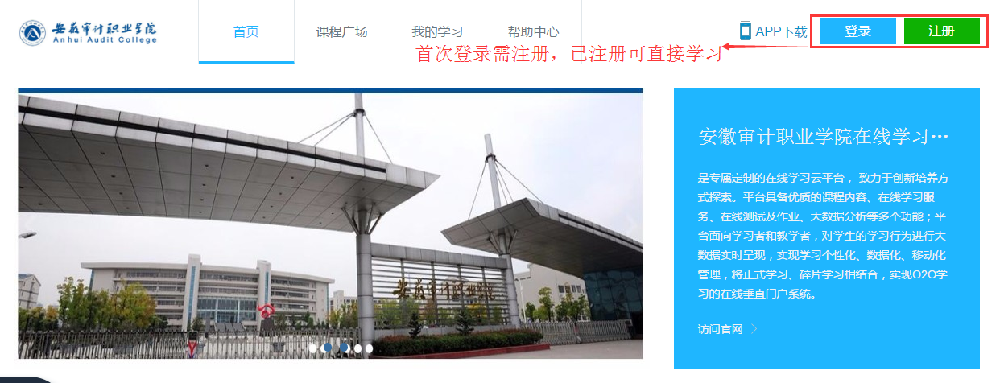 安徽审计职业学院
Anhui Audit College
首页
课程广场
我的学习
帮助中心
APP下载
登录
注册
首次登录需注册，已注册可直接学习
安徽审计职业学院
安徽审计职业学院在线学习…
是专属定制的在线学习云平台， 致力于创新培养方
式探索。平台具备优质的课程内容、在线学习服
务、在线测试及作业、大数据分析等多个功能；平
台面向学习者和教学者，对学生的学习行为进行大
数据实时呈现，实现学习个性化、数据化、移动化
管理，将正式学习、碎片学习相结合，实现O2O学
习的在线垂直门户系统。
访问官网